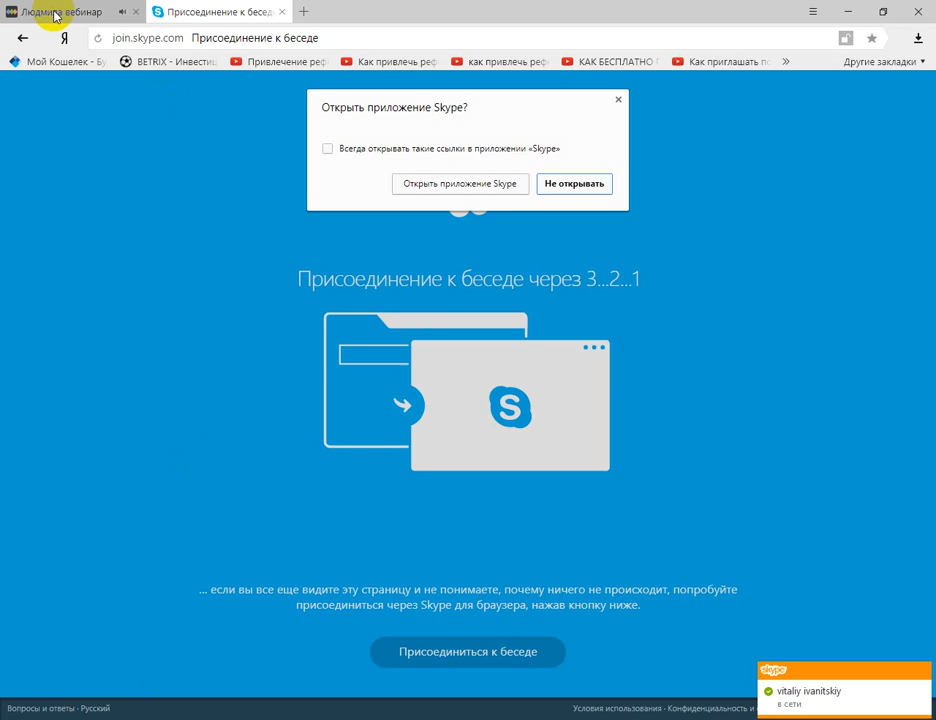 Людмила вебинар
Присоединение к бесед
Я
join.skype.com Присоединение к беседе
Мой Кошелек - Бу
BETRIX - Инвести
Привлечение реф
Как привлечь реф
как привлечь реф
КАК БЕСПЛАТНО
Как приглашать п
»
Другие закладки
Открыть приложение Skype?
Всегда открывать такие ссылки в приложении «Skype»
Открыть приложение Skype
Не открывать
Присоединение к беседе через 3...2...1
S
... если вы все еще видите эту страницу и не понимаете, почему ничего не происходит, попробуйте
присоединиться через Skype для браузера, нажав кнопку ниже.
Присоединиться к беседе
skype
vitaliy ivanitskiy
в сети
Вопросы и ответы · Русский
Условия использования · Конфиденциальность и